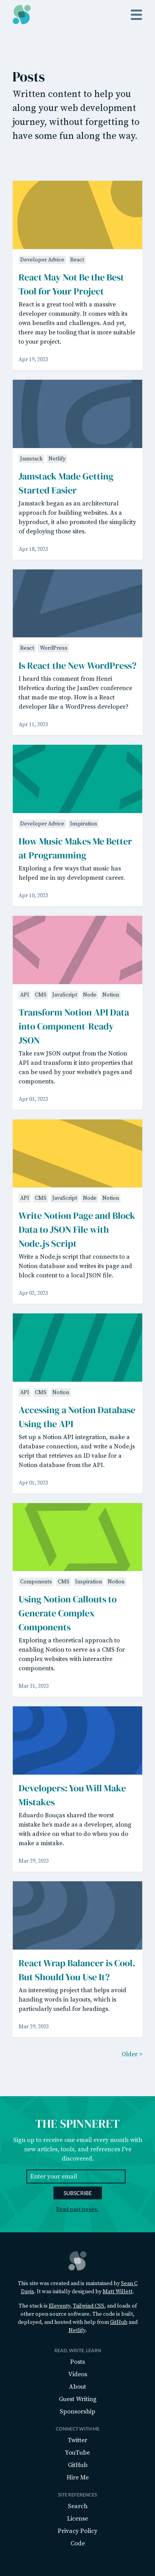 Posts
Written content to help you
along your web development
journey, without forgetting to
have some fun along the way.
Developer Advice React
React May Not Be the Best
Tool for Your Project
React is a great tool with a massive
developer community. It comes with its
own benefits and challenges. And yet,
there may be tooling that is more suitable
to your project.
Apr 19, 2023
Jamstack Netlify
Jamstack Made Getting
Started Easier
Jamstack began as an architectural
approach for building websites. As a
byproduct, it also promoted the simplicity
of deploying those sites.
Apr 18, 2023
React WordPress
Is React the New WordPress?
I heard this comment from Henri
Helvetica during the JamDev conference
that made me stop. How is a React
developer like a WordPress developer?
Apr 11, 2023
Developer Advice Inspiration
How Music Makes Me Better
at Programming
Exploring a few ways that music has
helped me in my development career.
Apr 10, 2023
API CMS JavaScript Node Notion
Transform Notion API Data
into Component-Ready
JSON
Take raw JSON output from the Notion
API and transform it into properties that
can be used by your website's pages and
components.
Apr 03, 2023
API CMS JavaScript Node Notion
Write Notion Page and Block
Data to JSON File with
Node.js Script
Write a Node.js script that connects to a
Notion database and writes its page and
block content to a local JSON file.
Apr 02, 2023
API CMS Notion
Accessing a Notion Database
Using the API
Set up a Notion API integration, make a
database connection, and write a Node.js
script that retrieves an ID value for a
Notion database from the API.
Apr 01, 2023
Components CMS Inspiration Notion
Using Notion Callouts to
Generate Complex
Components
Exploring a theoretical approach to
enabling Notion to serve as a CMS for
complex websites with interactive
components.
Mar 31, 2023
Developers: You Will Make
Mistakes
Eduardo Bouças shared the worst
mistake he's made as a developer, along
with advice on what to do when you do
make a mistake.
Mar 29, 2023
React Wrap Balancer is Cool.
But Should You Use It?
An interesting project that helps avoid
handing words in layouts, which is
particularly useful for headings.
Mar 29, 2023
Older >
THE SPINNERET
Sign up to receive one email every month with
new articles, tools, and references I've
discovered.
Enter your email
SUBSCRIBE
Read past issues.
This site was created and is maintained by Sean C
Davis. It was initially designed by Matt Willett.
The stack is Eleventy, Tailwind CSS, and loads of
other open-source software. The code is built,
deployed, and hosted with help from GitHub and
Netlify.
READ, WRITE, LEARN
Posts
Videos
About
Guest Writing
Sponsorship
CONNECT WITH ME
Twitter
YouTube
GitHub
Hire Me
SITE REFERENCES
Search
License
Privacy Policy
Code